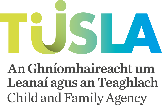 TUSLA
An Ghníomhaireacht um
Leanaí agus an Teaghlach
Child and Family Agency